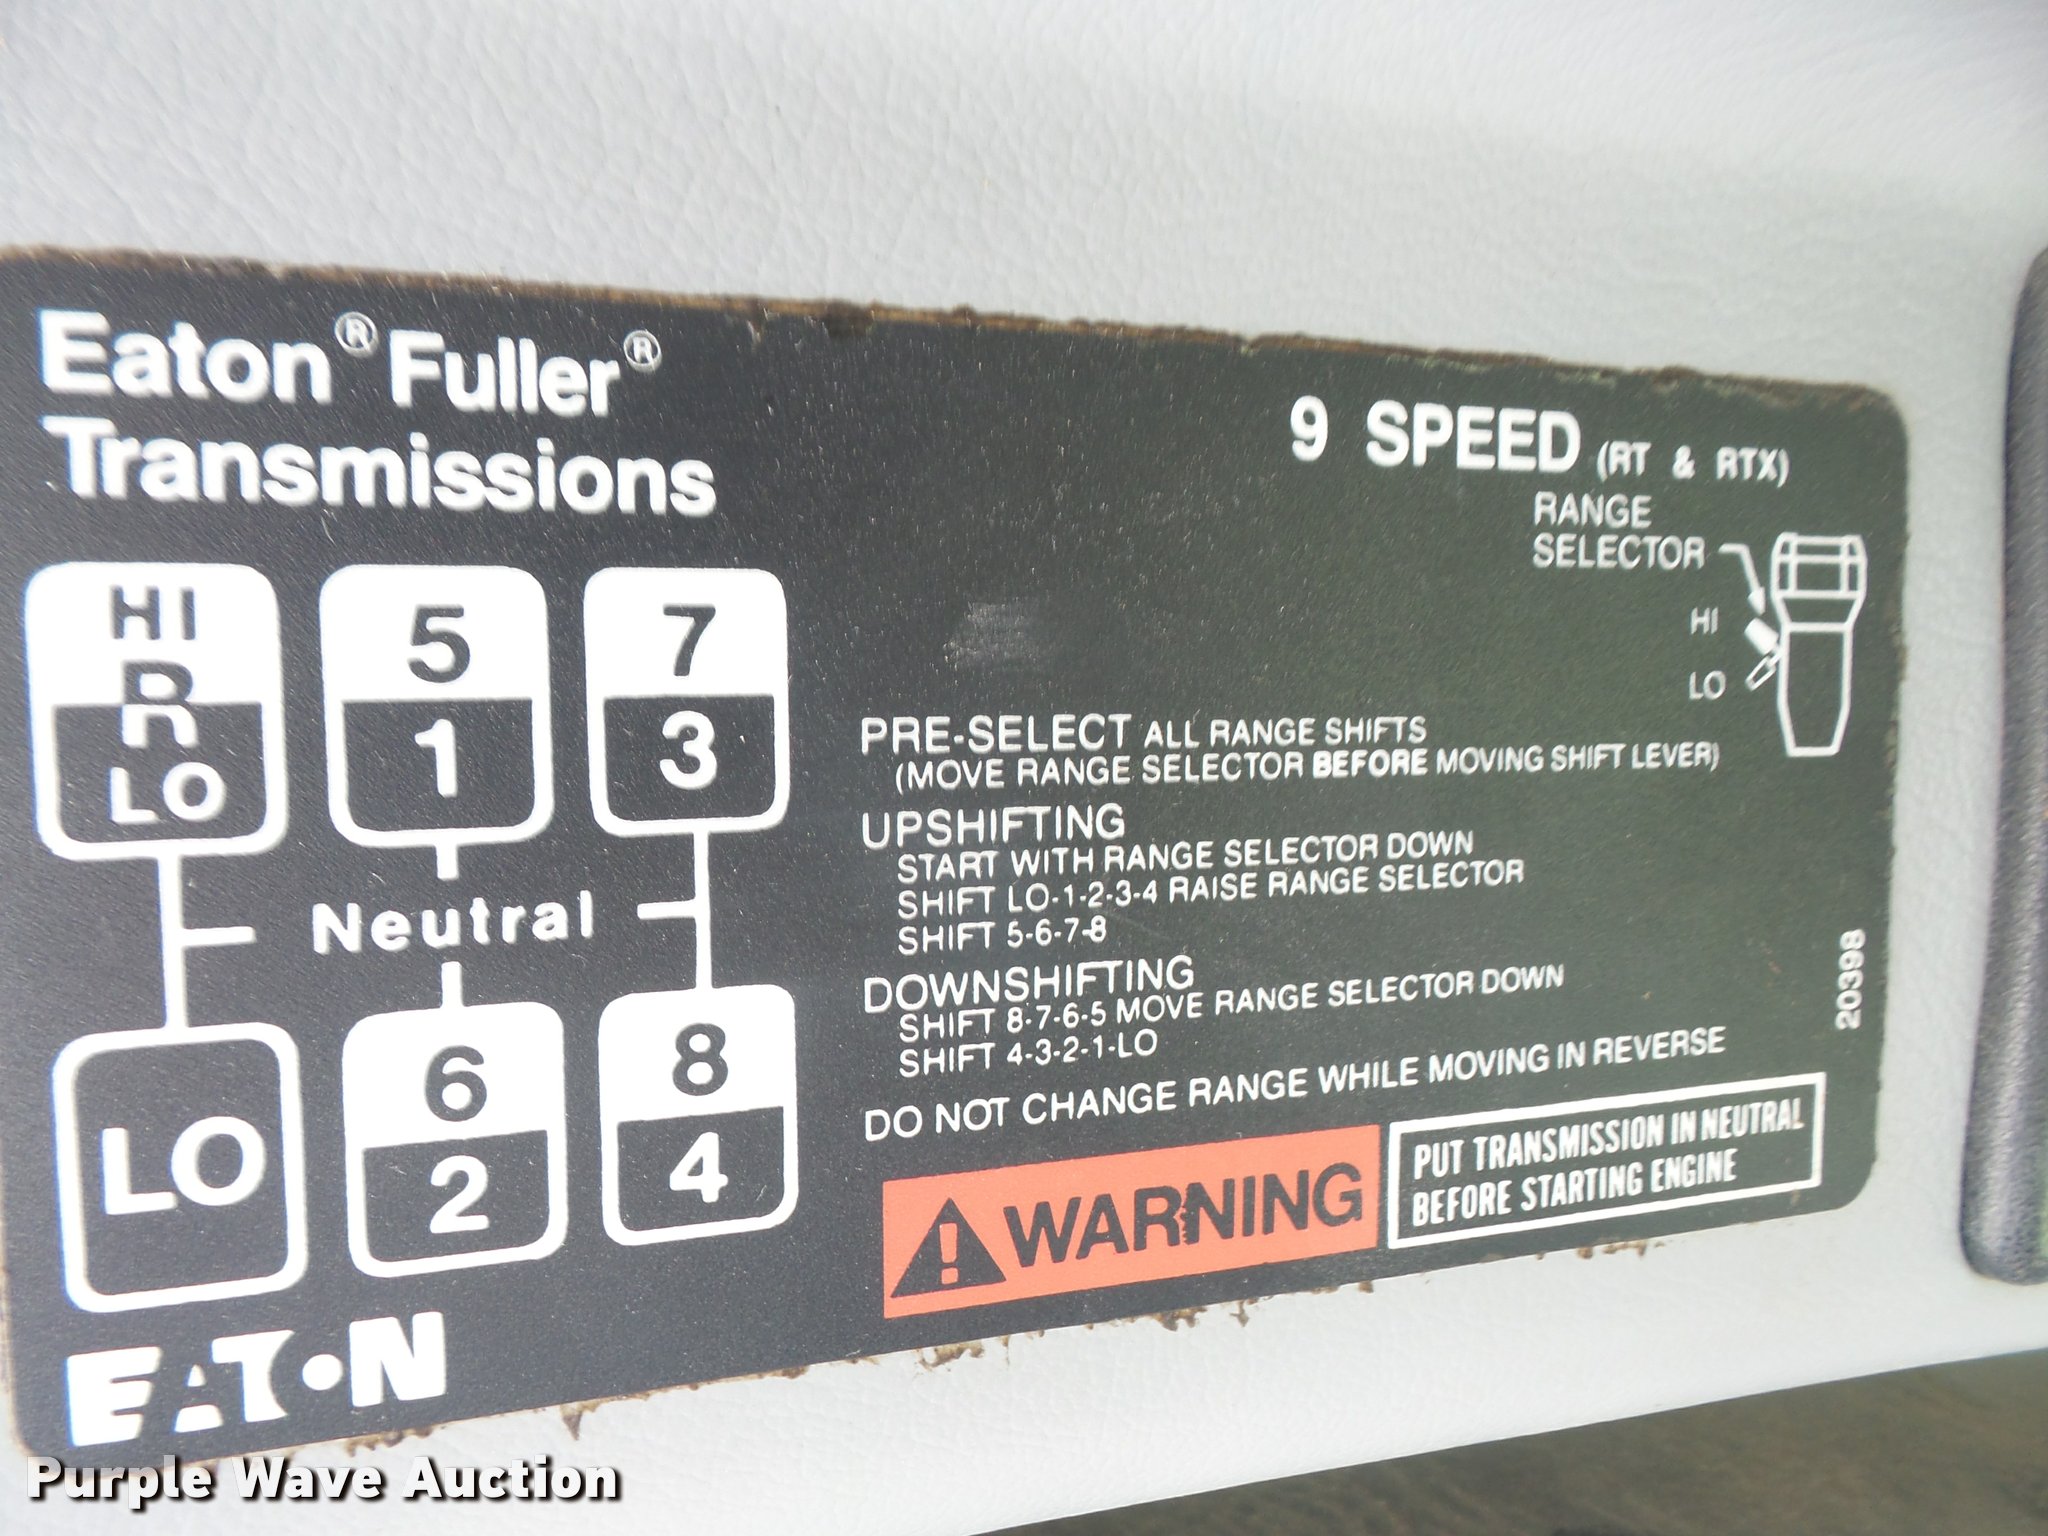 Eaton® Fuller®
Transmissions
9 SPEED (RT & RTX)
RANGE
SELECTOR
HI
LO
HI
R
LO
5
1
7
3
Neutral
LO
6
2
8
4
PRE-SELECT ALL RANGE SHIFTS
(MOVE RANGE SELECTOR BEFORE MOVING SHIFT LEVER)
UPSHIFTING
START WITH RANGE SELECTOR DOWN
SHIFT LO-1-2-3-4 RAISE RANGE SELECTOR
SHIFT 5-6-7-8
DOWNSHIFTING
SHIFT 8-7-6-5 MOVE RANGE SELECTOR DOWN
SHIFT 4-3-2-1-LO
DO NOT CHANGE RANGE WHILE MOVING IN REVERSE
20398
WARNING
PUT TRANSMISSION IN NEUTRAL
BEFORE STARTING ENGINE
EATON
Purple Wave Auction